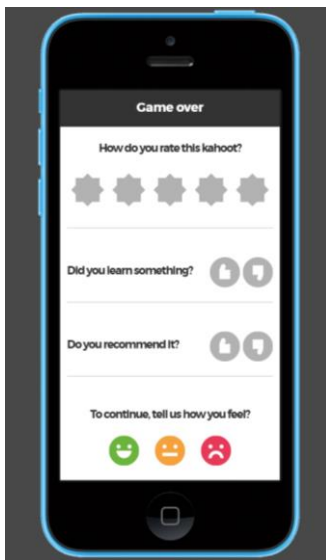 Game over
How do you rate this kahoot?
Did you learn something?
Do you recommend it?
To continue, tell us how you feel?